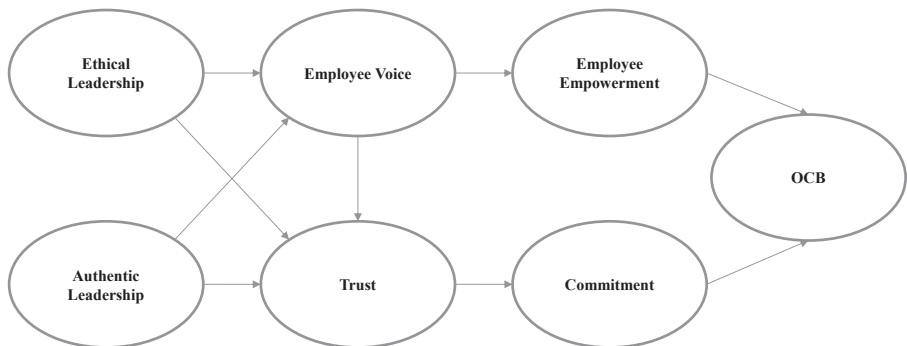 Ethical
Leadership
Employee Voice
Employee
Empowerment
OCB
Authentic
Leadership
Trust
Commitment